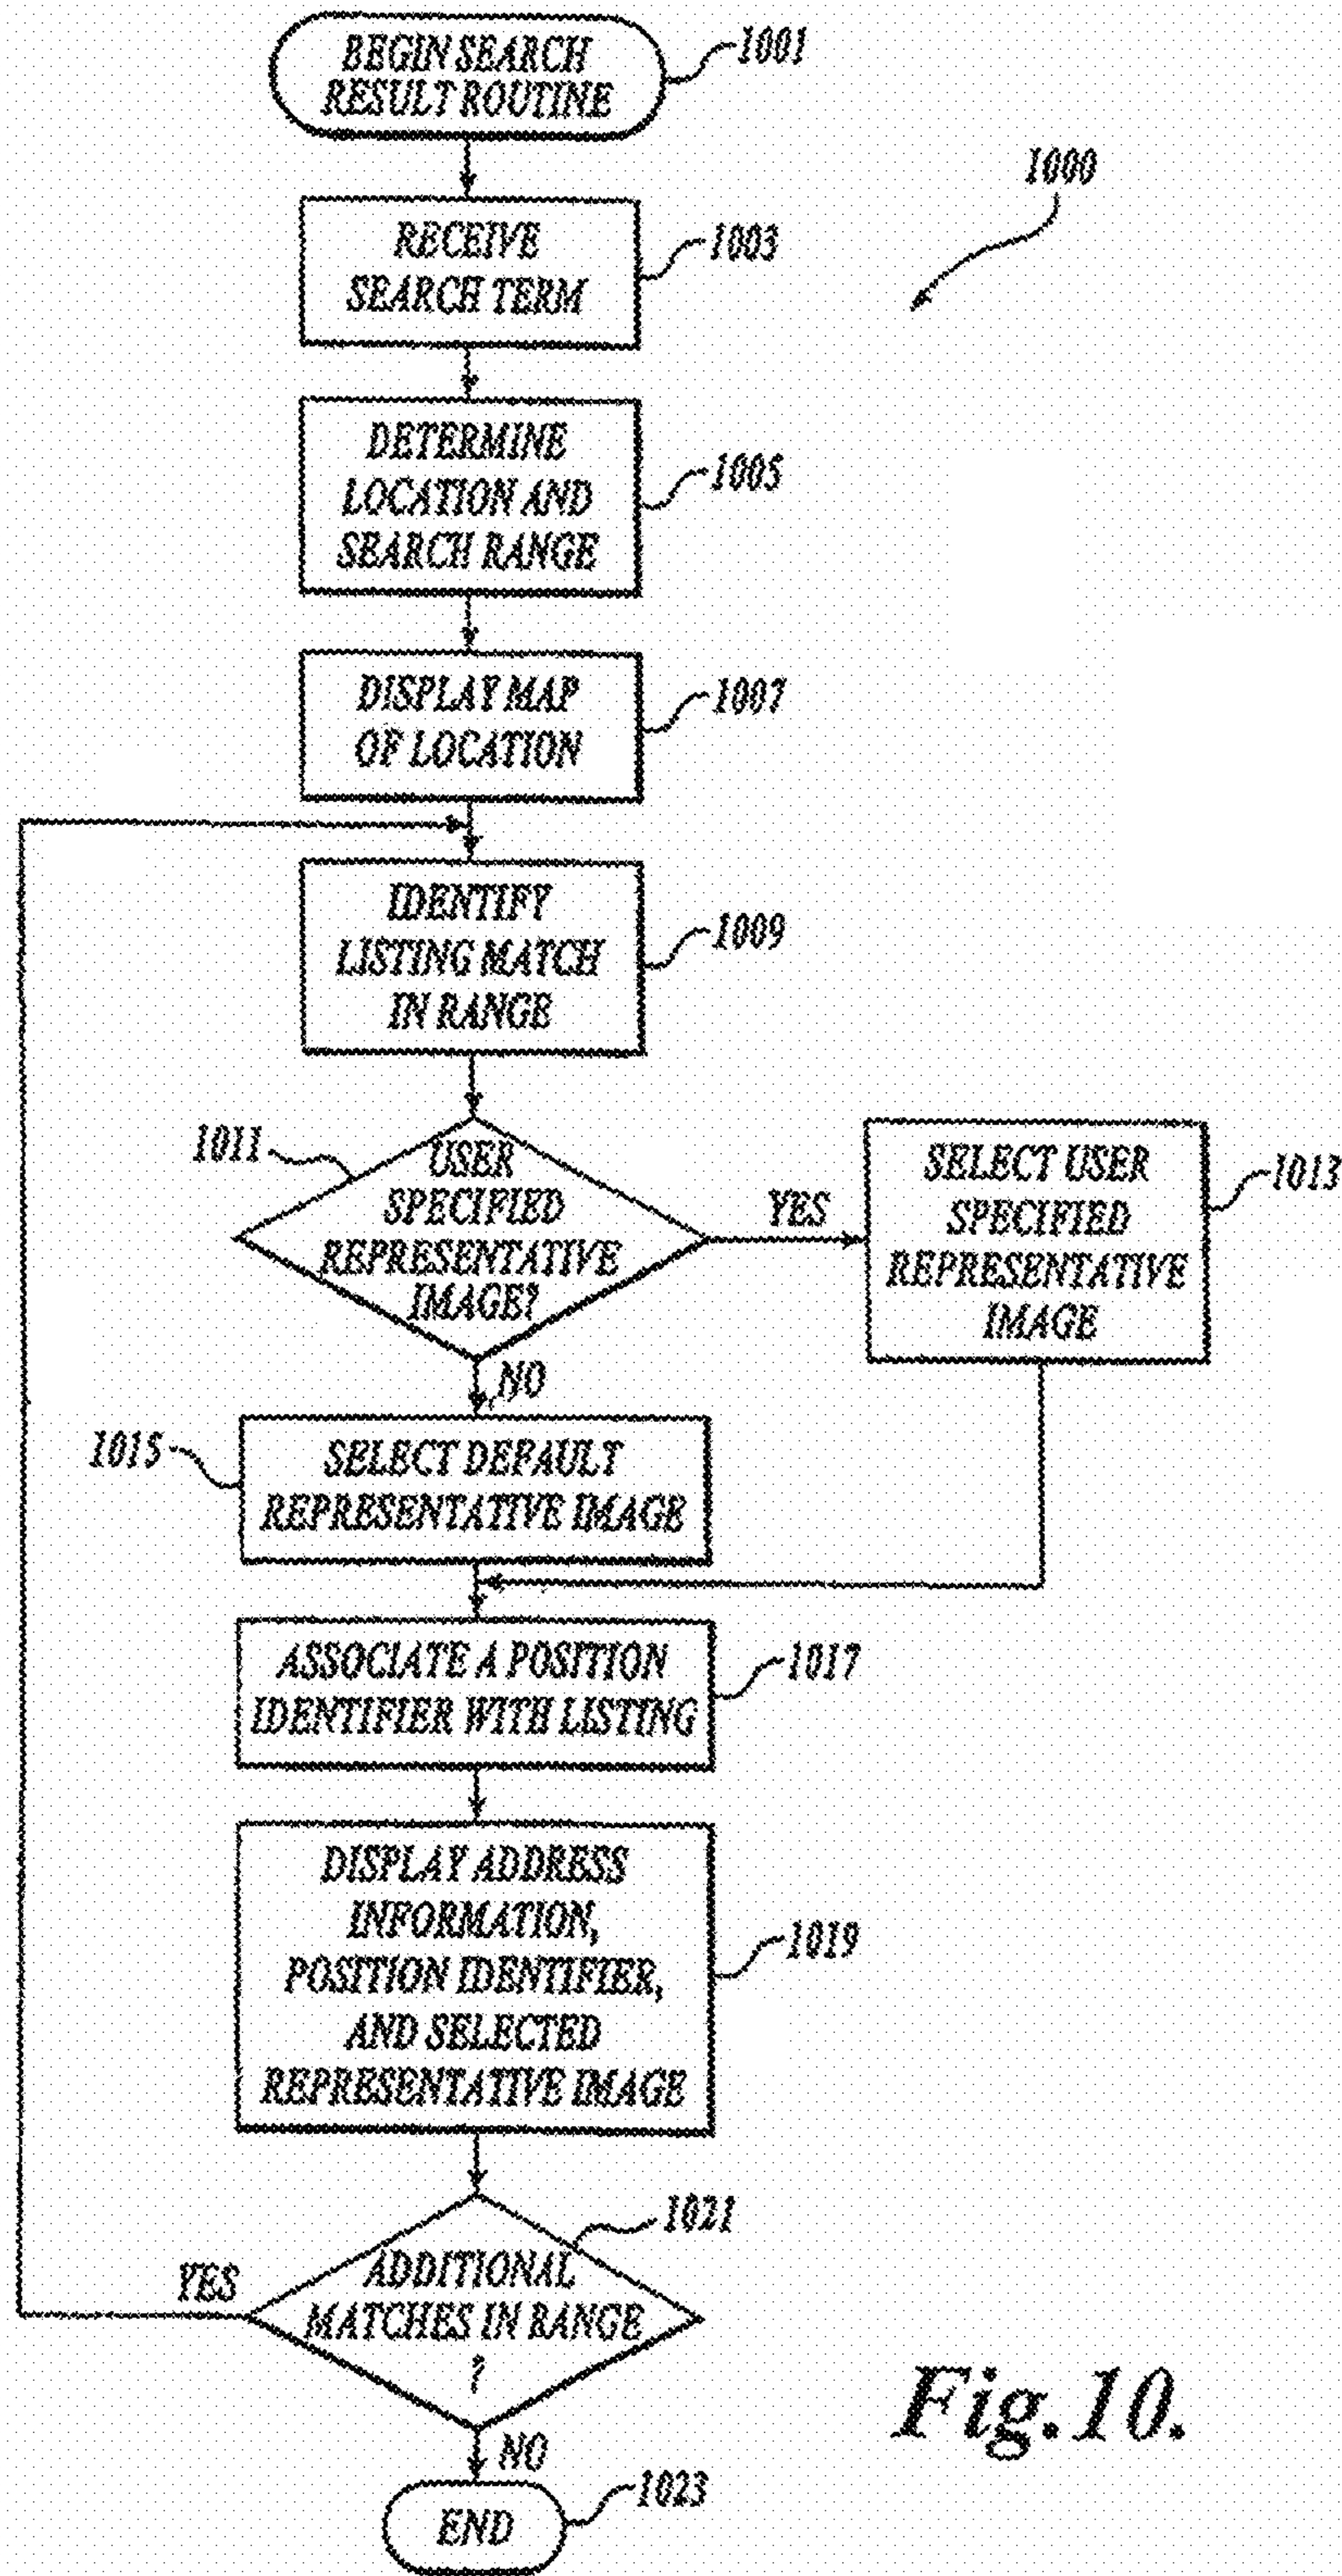 BEGIN SEARCH
RESULT ROUTINE
1001
1000
RECEIVE
SEARCH TERM
1003
DETERMINE
LOCATION AND
SEARCH RANGE
1005
DISPLAY MAP
OF LOCATION
1007
IDENTIFY
LISTING MATCH
IN RANGE
1009
1011
USER
SPECIFIED
REPRESENTATIVE
IMAGE?
YES
SELECT USER
SPECIFIED
REPRESENTATIVE
IMAGE
1013
NO
1015
SELECT DEFAULT
REPRESENTATIVE IMAGE
ASSOCIATE A POSITION
IDENTIFIER WITH LISTING
1017
DISPLAY ADDRESS
INFORMATION,
POSITION IDENTIFIER,
AND SELECTED
REPRESENTATIVE IMAGE
1019
1021
YES
ADDITIONAL
MATCHES IN RANGE
?
NO
END
1023
Fig.10.